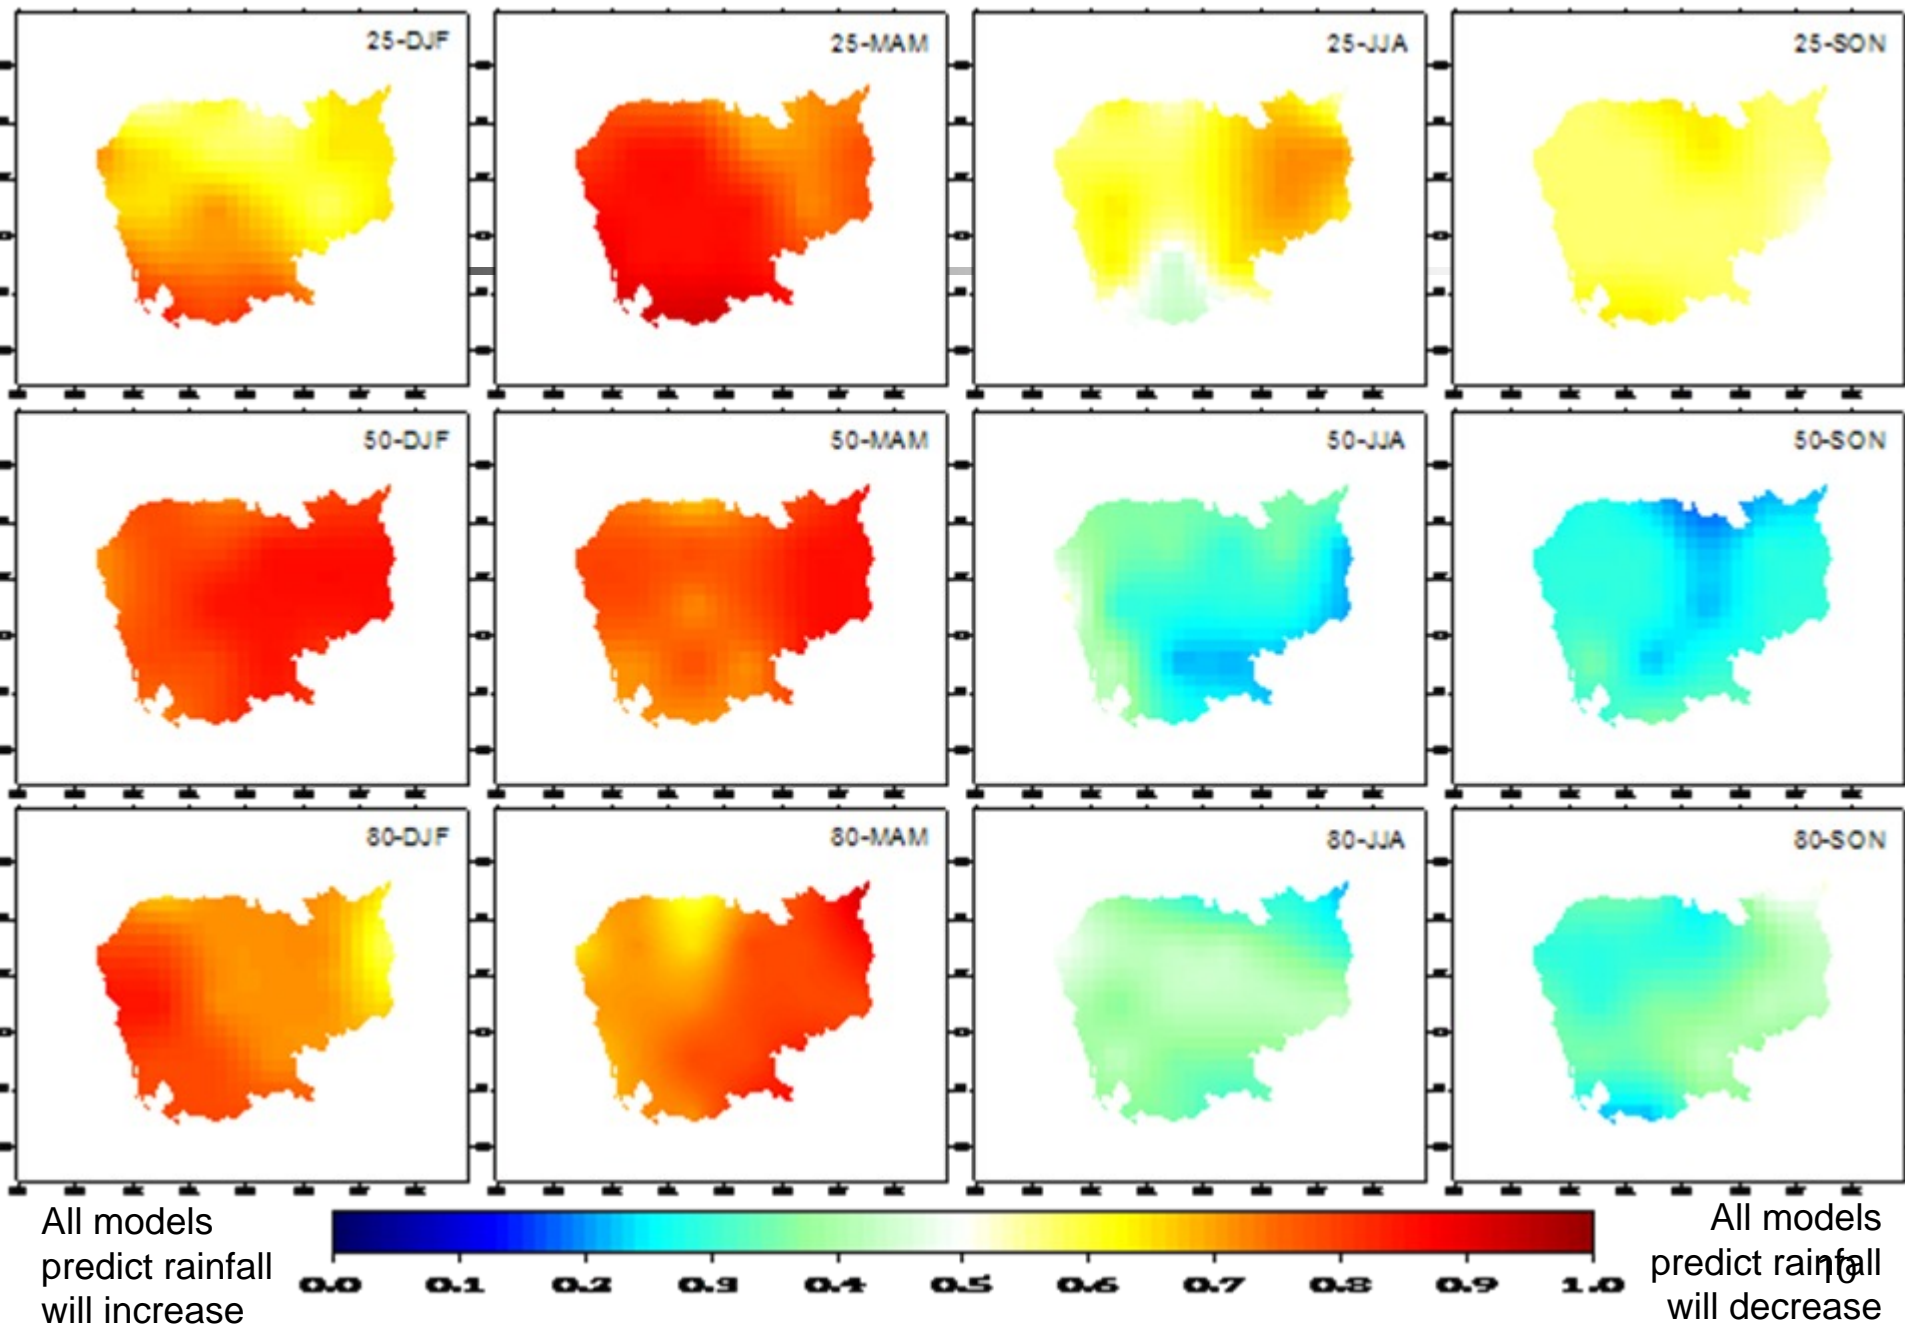 25-DJF
25-MAM
25-JJA
25-SON
50-DJF
50-MAM
50-JJA
50-SON
80-DJF
80-MAM
80-JJA
80-SON
All models
predict rainfall
will increase
0.0 0.1 0.2 0.3 0.4 0.5 0.6 0.7 0.8 0.9 1.0
All models
predict rainfall
will decrease
10